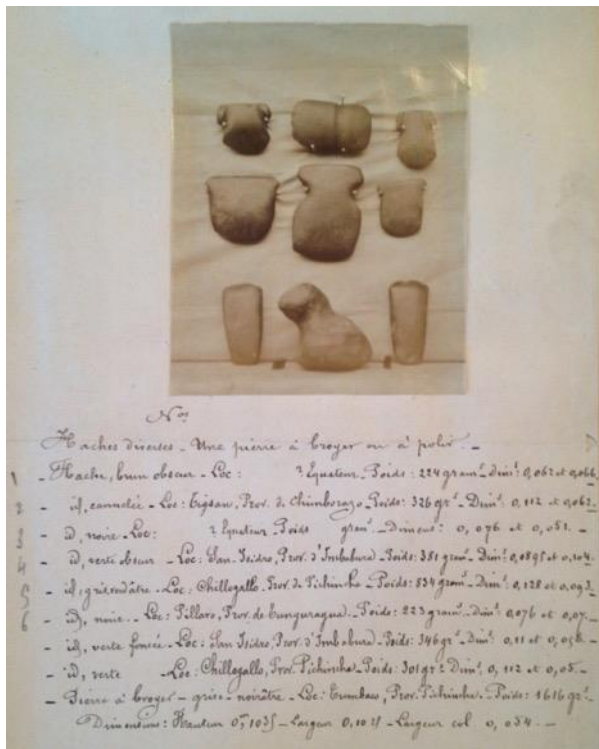 Nos
Haches diverses - Une pierre à broyer ou à polir -
1 - Hache, brun obscur - Loc: ? Equateur - Poids: 224 gram. - Dim: 0,062 et 0,066
2 - id, cannelée - Loc: Tigsan, Prov. de Chimborazo - Poids: 326 gr. - Dim: 0,112 et 0,062
3 - id, noire - Loc: ? Equateur - Poids gram. - Dimens: 0,076 et 0,051 -
4 - id, verte obscur - Loc: San Isidro, Prov. d'Imbabura - Poids: 381 gram. - Dim: 0,0895 et 0,104
5 - id, gris - Loc: Chillogallo, Prov. de Pichincha - Poids: 834 gram. - Dim: 0,128 et 0,093
6 - id, noire - Loc: Pillaro, Prov. de Tunguragua - Poids: 223 gram. - Dim: 0,076 et 0,07
- id, verte foncée - Loc: San Isidro, Prov. d'Imbabura - Poids: 346 gr. - Dim: 0,11 et 0,058 -
- id, verte - Loc: Chillogallo, Prov. Pichincha - Poids: 301 gr. - Dim: 0,112 et 0,05 -
- Pierre à broyer - grise-noirâtre - Loc: Tumbaco, Prov. Pichincha - Poids: 1616 gr. -
Dimensions: Hauteur 0,m 1035 - Largeur 0,1015 - Largeur col 0,054 -